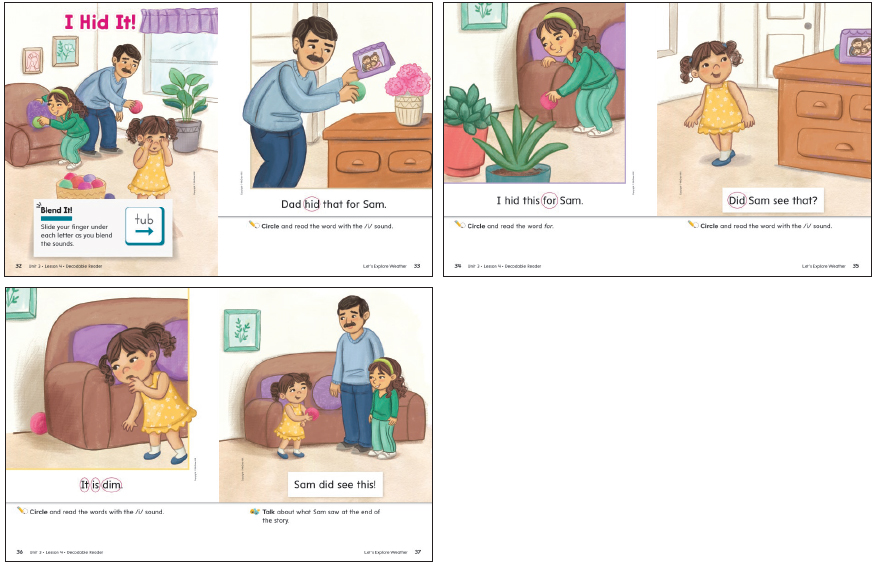 I Hid It!
Blend It!
Slide your finger under
each letter as you blend
the sounds.
tub
32 Unit 3 • Lesson 4 • Decodable Reader
Dad hid that for Sam.
Circle and read the word with the /i/ sound.
Let's Explore Weather 33
I hid this for Sam.
Circle and read the word for.
34 Unit 3 • Lesson 4 • Decodable Reader
Did Sam see that?
Circle and read the word with the /i/ sound.
Let's Explore Weather 35
It is dim.
Circle and read the words with the /i/ sound.
36 Unit 3 • Lesson 4 • Decodable Reader
Sam did see this!
Talk about what Sam saw at the end of
the story.
Let's Explore Weather 37